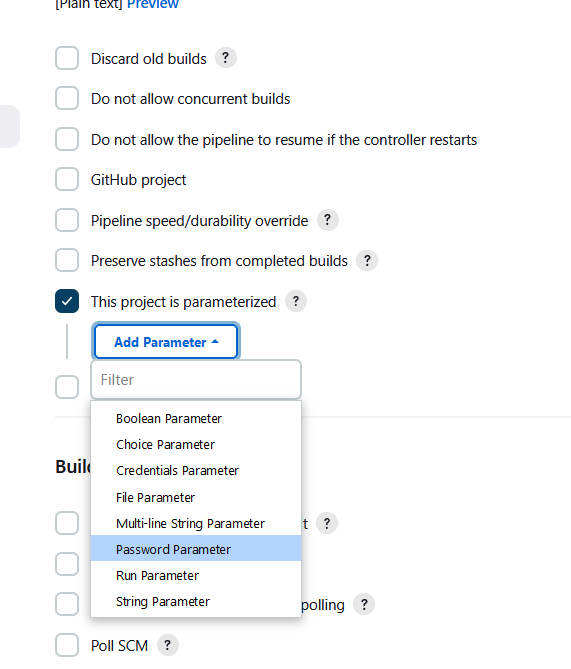 [Plain text] Preview
Discard old builds ?
Do not allow concurrent builds
Do not allow the pipeline to resume if the controller restarts
GitHub project
Pipeline speed/durability override ?
Preserve stashes from completed builds ?
This project is parameterized ?
Add Parameter
Filter
Boolean Parameter
Choice Parameter
Credentials Parameter
Buil
File Parameter
Multi-line String Parameter
t ?
Password Parameter
Run Parameter
String Parameter
polling ?
Poll SCM ?